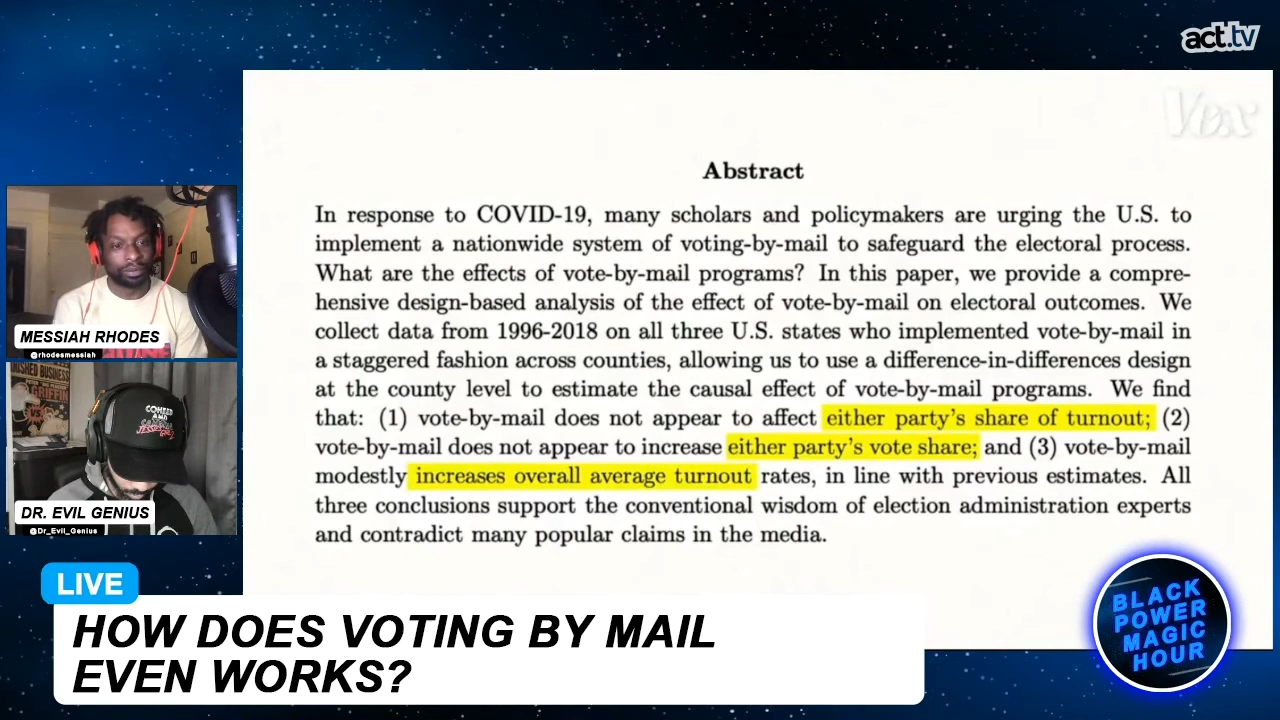 act.tv
Vox
Abstract
In response to COVID-19, many scholars and policymakers are urging the U.S. to
implement a nationwide system of voting-by-mail to safeguard the electoral process.
What are the effects of vote-by-mail programs? In this paper, we provide a compre-
hensive design-based analysis of the effect of vote-by-mail on electoral outcomes. We
collect data from 1996-2018 on all three U.S. states who implemented vote-by-mail in
a staggered fashion across counties, allowing us to use a difference-in-differences design
at the county level to estimate the causal effect of vote-by-mail programs. We find
that: (1) vote-by-mail does not appear to affect either party's share of turnout; (2)
vote-by-mail does not appear to increase either party's vote share; and (3) vote-by-mail
modestly increases overall average turnout rates, in line with previous estimates. All
three conclusions support the conventional wisdom of election administration experts
and contradict many popular claims in the media.
MESSIAH RHODES
@rhodesmessiah
BUSINESS
GRIFFIN
VS.
COHEED
AND
DR. EVIL GENIUS
@Dr_Evil_Genius
LIVE
HOW DOES VOTING BY MAIL
EVEN WORKS?
BLACK
POWER
MAGIC
HOUR